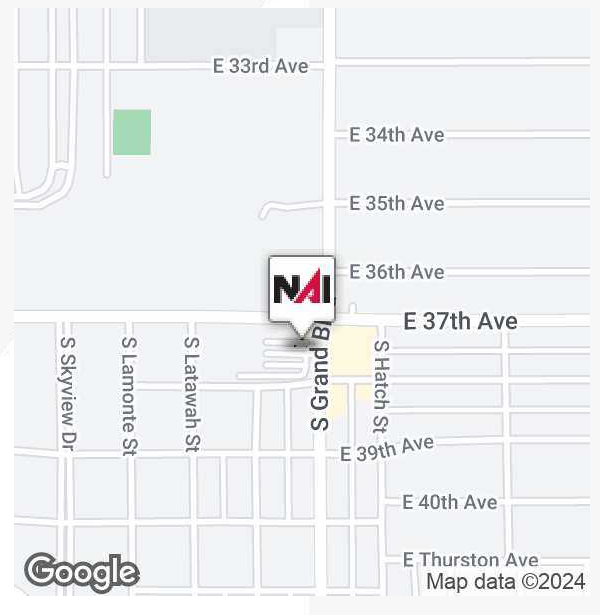 E 33rd Ave
E 34th Ave
E 35th Ave
E 36th Ave
NAI
E 37th Ave
S Skyview Dr
S Lamonte St
S Latawah St
S Grand Bl
S Hatch St
E 39th Ave
E 40th Ave
E Thurston Ave
Google
Map data ©2024